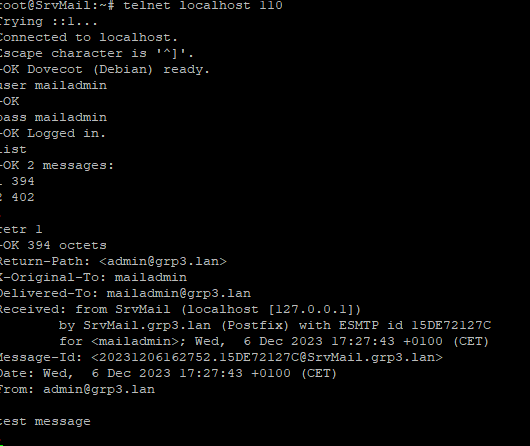 root@SrvMail:~# telnet localhost 110
Trying ::1...
Connected to localhost.
Escape character is '^]'.
+OK Dovecot (Debian) ready.
user mailadmin
+OK
pass mailadmin
+OK Logged in.
list
+OK 2 messages:
1 394
2 402
.
retr 1
+OK 394 octets
Return-Path: <admin@grp3.lan>
X-Original-To: mailadmin
Delivered-To: mailadmin@grp3.lan
Received: from SrvMail (localhost [127.0.0.1])
by SrvMail.grp3.lan (Postfix) with ESMTP id 15DE72127C
for <mailadmin>; Wed,  6 Dec 2023 17:27:43 +0100 (CET)
Message-Id: <20231206162752.15DE72127C@SrvMail.grp3.lan>
Date: Wed,  6 Dec 2023 17:27:43 +0100 (CET)
From: admin@grp3.lan
test message